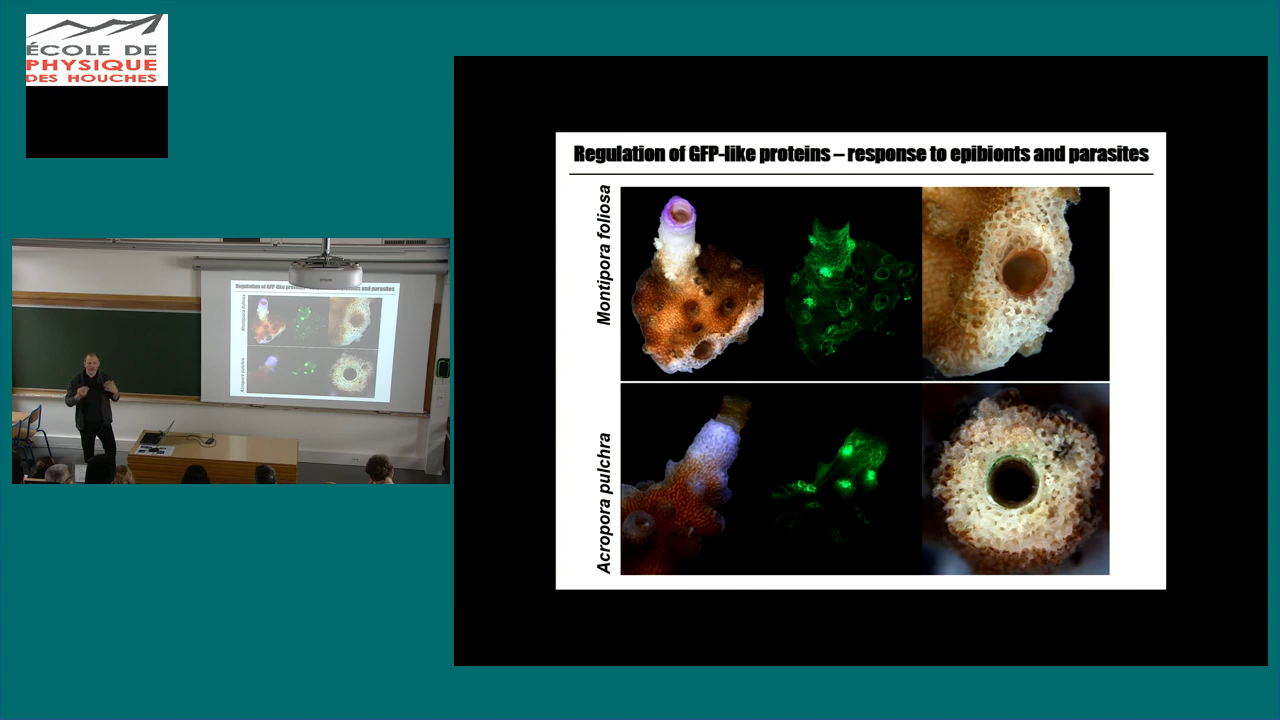 ÉCOLE DE
PHYSIQUE
DES HOUCHES
Regulation of GFP-like proteins – response to epibionts and parasites
Montipora foliosa
Acropora pulchra